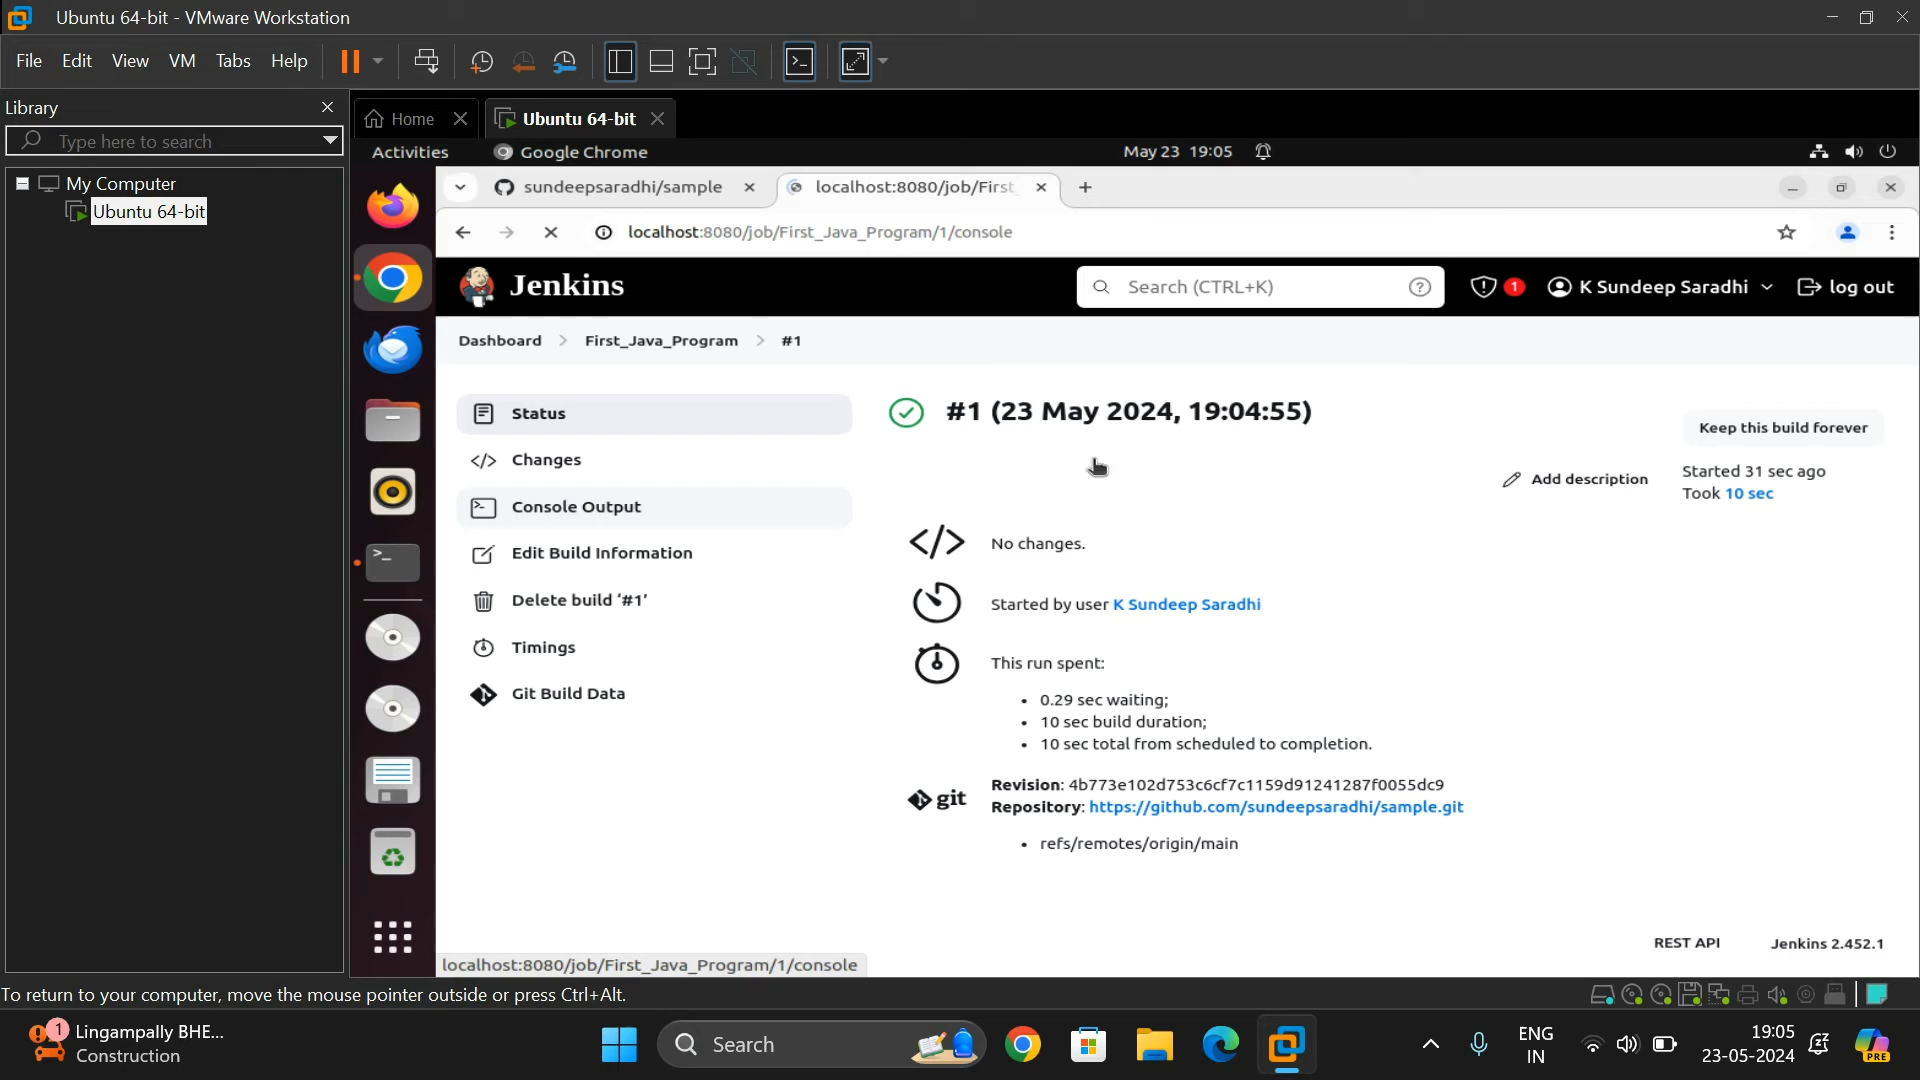 Ubuntu 64-bit - VMware Workstation
File Edit View VM Tabs Help
Library
Type here to search
My Computer
Ubuntu 64-bit
Home
Ubuntu 64-bit
Activities Google Chrome May 23 19:05
sundeepsaradhi/sample
localhost:8080/job/First
localhost:8080/job/First_Java_Program/1/console
Jenkins
Search (CTRL+K)
1
K Sundeep Saradhi
log out
Dashboard First_Java_Program #1
Status
Changes
Console Output
Edit Build Information
Delete build ‘#1’
Timings
Git Build Data
#1 (23 May 2024, 19:04:55)
Keep this build forever
Add description
Started 31 sec ago
Took 10 sec
</> No changes.
Started by user K Sundeep Saradhi
This run spent:
• 0.29 sec waiting;
• 10 sec build duration;
• 10 sec total from scheduled to completion.
git
Revision: 4b773e102d753c6cf7c1159d91241287f0055dc9
Repository: https://github.com/sundeepsaradhi/sample.git
• refs/remotes/origin/main
REST API Jenkins 2.452.1
localhost:8080/job/First_Java_Program/1/console
To return to your computer, move the mouse pointer outside or press Ctrl+Alt.
1
Lingampally BHE...
Construction
Search
ENG
IN
19:05
23-05-2024
PRE